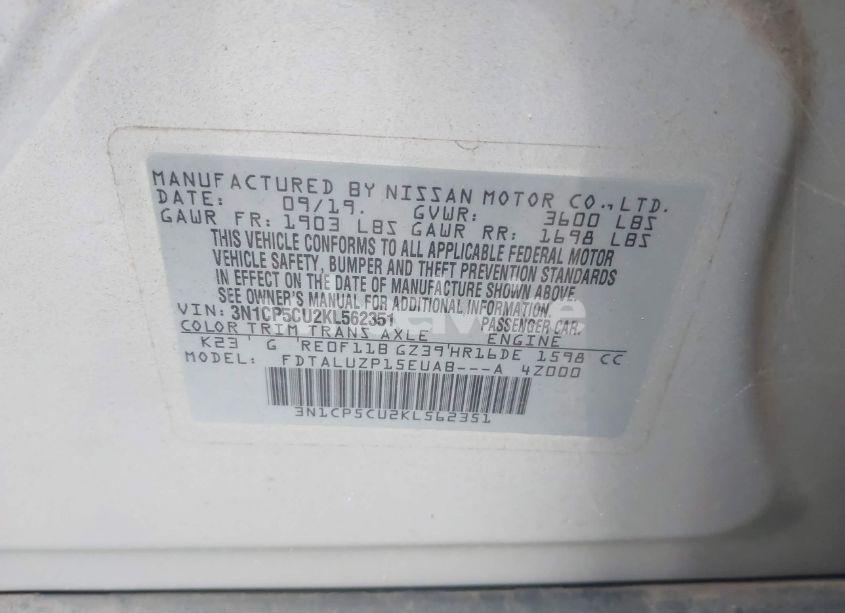 MANUFACTURED BY NISSAN MOTOR CO., LTD.
DATE: 09/19. GVWR: 3600 LBS
GAWR FR: 1903 LBS GAWR RR: 1698 LBS
THIS VEHICLE CONFORMS TO ALL APPLICABLE FEDERAL MOTOR
VEHICLE SAFETY, BUMPER AND THEFT PREVENTION STANDARDS
IN EFFECT ON THE DATE OF MANUFACTURE SHOWN ABOVE.
SEE OWNER'S MANUAL FOR ADDITIONAL INFORMATION.
VIN: 3N1CP5CU2KL562351 PASSENGER CAR.
COLOR TRIM TRANS AXLE ENGINE
K23 ' G ' RE0F11B GZ39'HR16DE 1598 CC
MODEL: FDTALUZP15EUAB---A 4Z000
3N1CP5CU2KL562351